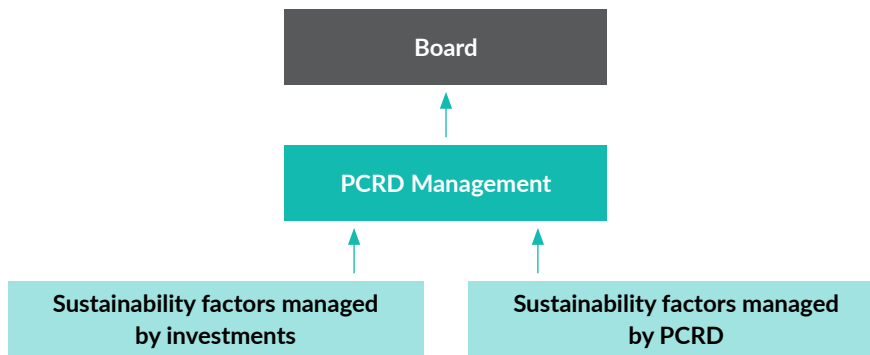 Board
PCRD Management
Sustainability factors managed
by investments
Sustainability factors managed
by PCRD